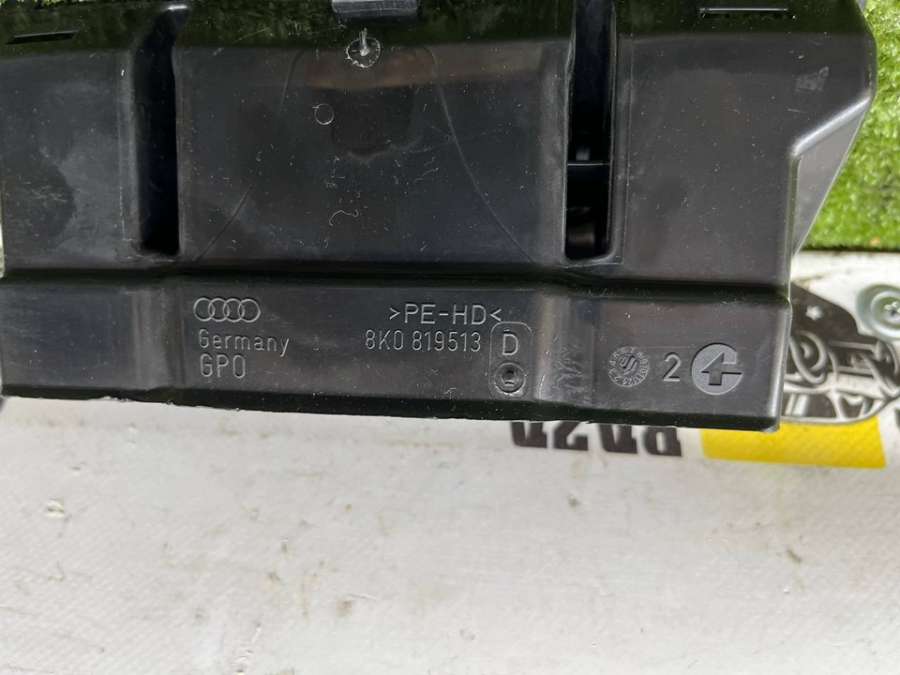 >PE-HD<
Germany
8K0 819513 D
GPO
2